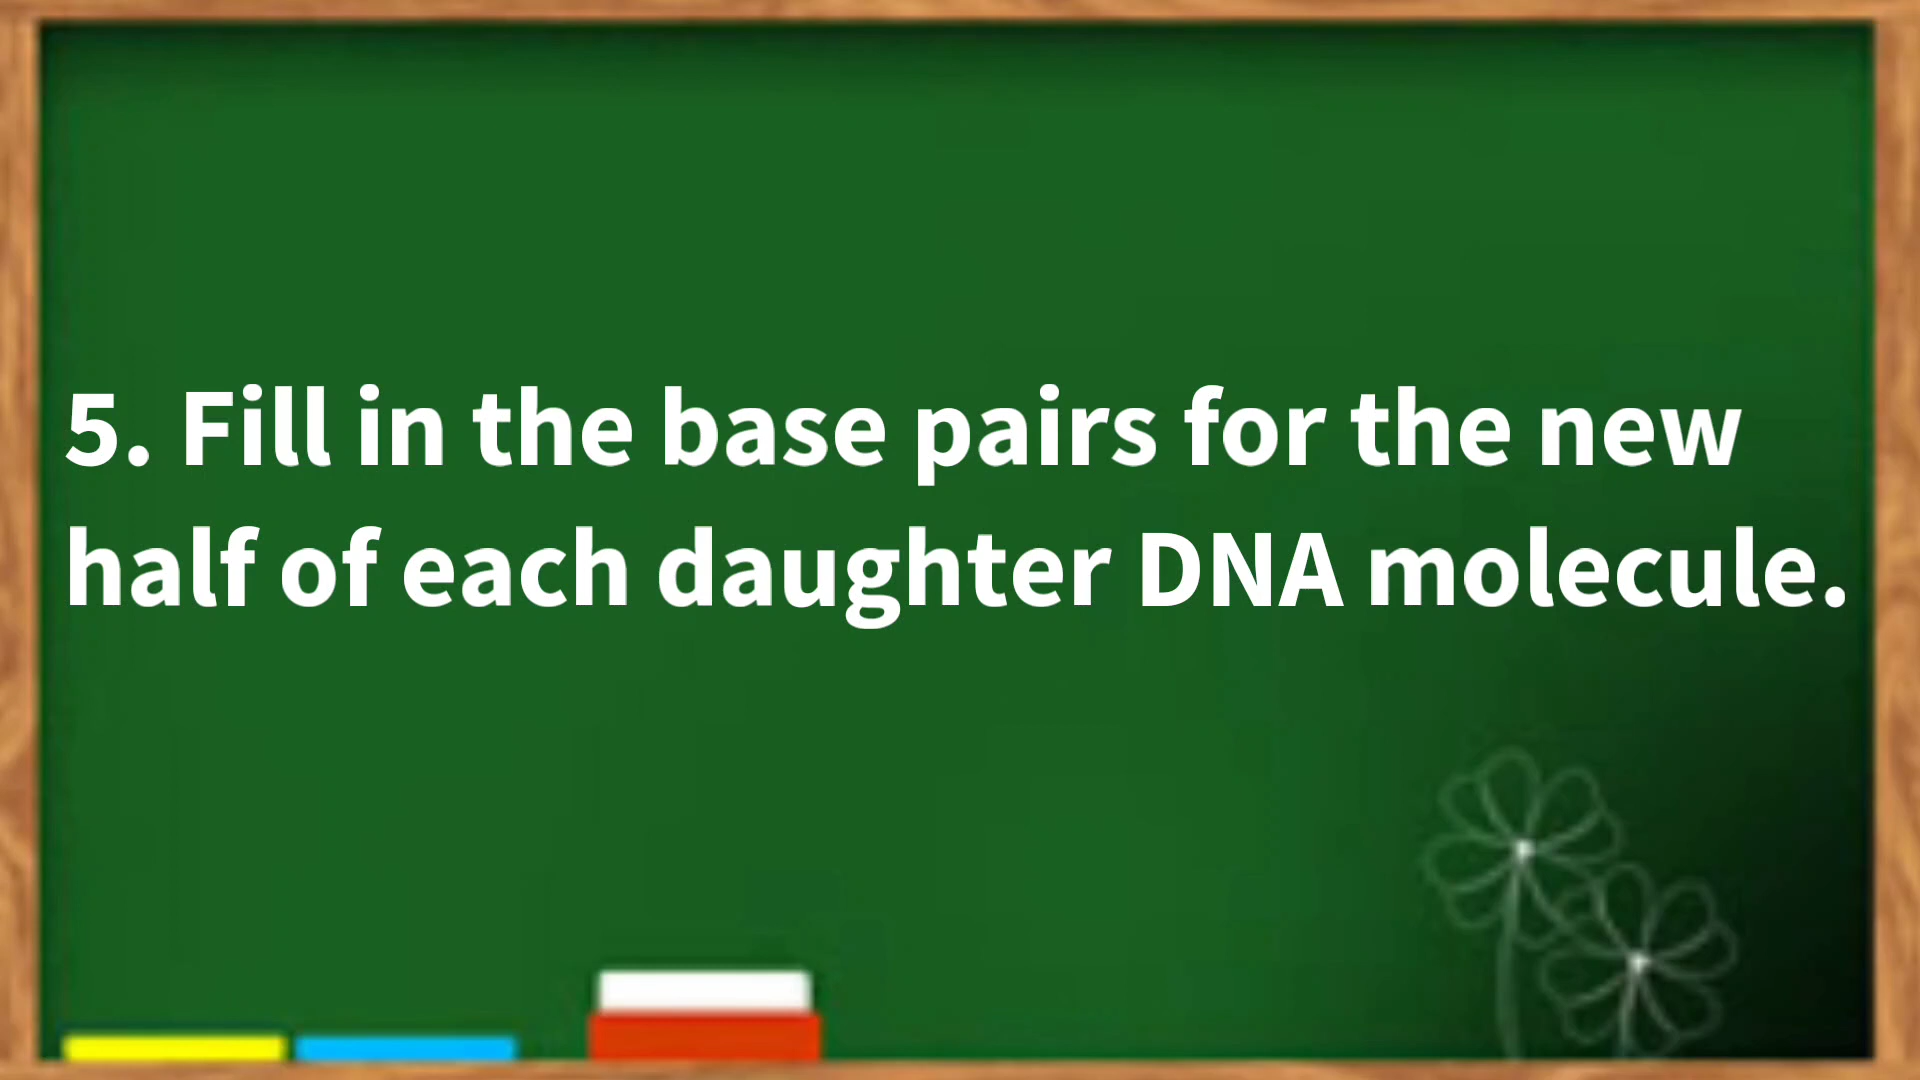 5. Fill in the base pairs for the new
half of each daughter DNA molecule.